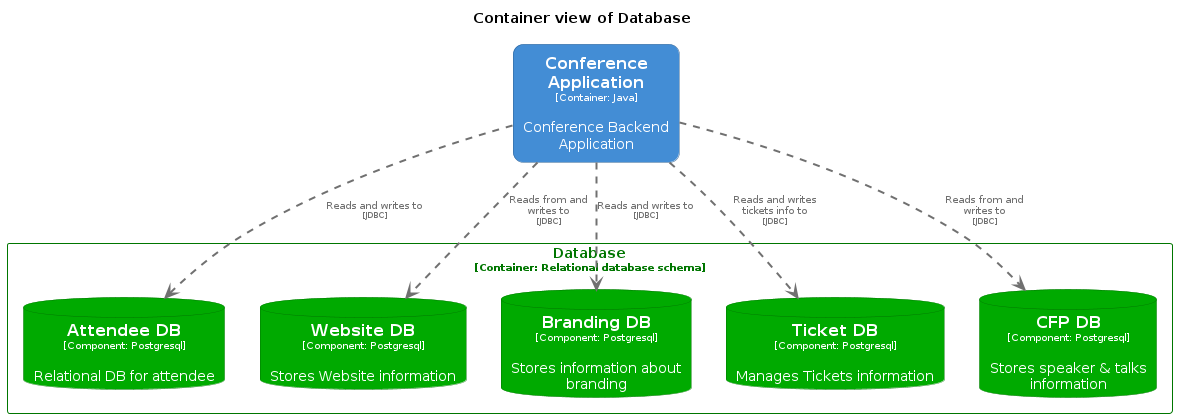 Container view of Database
Conference
Application
[Container: Java]
Conference Backend
Application
Reads and writes to
[JDBC]
Reads from and
writes to
[JDBC]
Reads and writes to
[JDBC]
Reads and writes
tickets info to
[JDBC]
Reads from and
writes to
[JDBC]
Database
[Container: Relational database schema]
Attendee DB
[Component: Postgresql]
Relational DB for attendee
Website DB
[Component: Postgresql]
Stores Website information
Branding DB
[Component: Postgresql]
Stores information about
branding
Ticket DB
[Component: Postgresql]
Manages Tickets information
CFP DB
[Component: Postgresql]
Stores speaker & talks
information